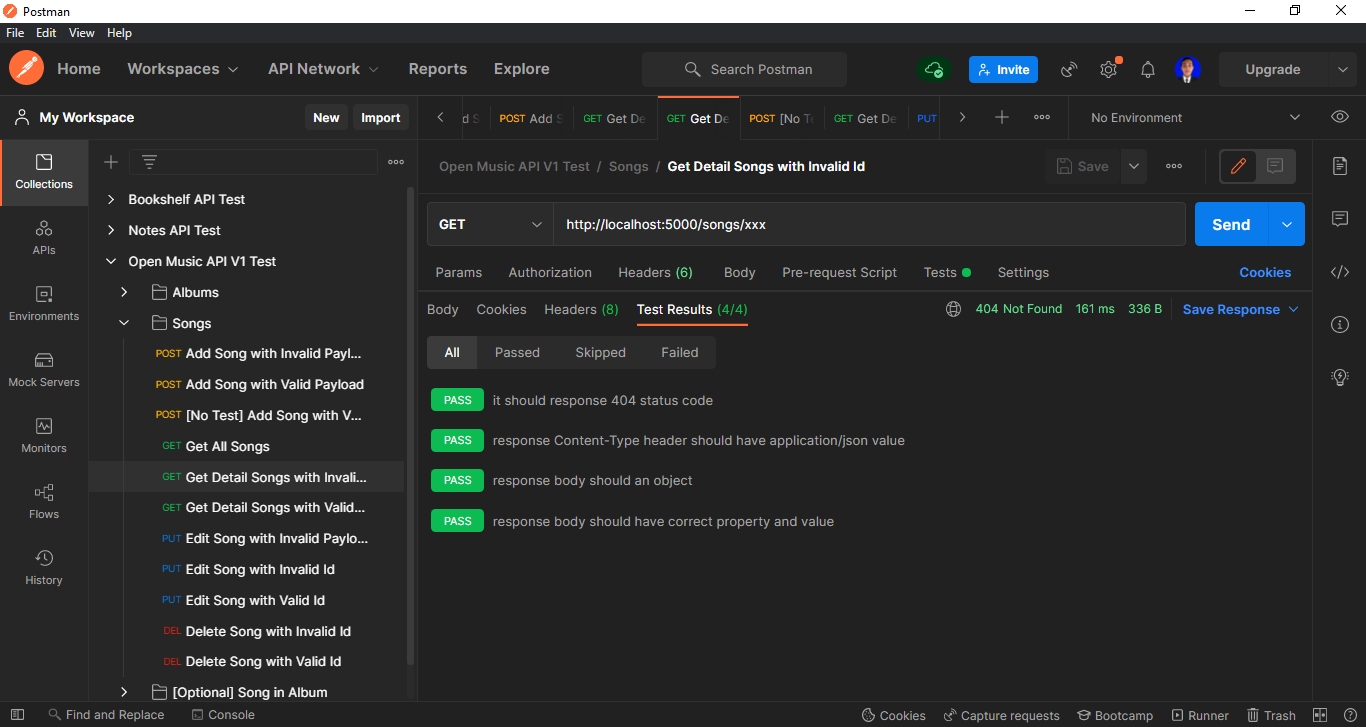 Postman
File Edit View Help
Home Workspaces API Network Reports Explore Search Postman Invite Upgrade
My Workspace New Import
d S POST Add S GET Get De GET Get De POST [No T GET Get De PUT No Environment
Collections
APIs
Environments
Mock Servers
Monitors
Flows
History
Bookshelf API Test
Notes API Test
Open Music API V1 Test
Albums
Songs
POST Add Song with Invalid Payl...
POST Add Song with Valid Payload
POST [No Test] Add Song with V...
GET Get All Songs
GET Get Detail Songs with Invali...
GET Get Detail Songs with Valid...
PUT Edit Song with Invalid Paylo...
PUT Edit Song with Invalid Id
PUT Edit Song with Valid Id
DEL Delete Song with Invalid Id
DEL Delete Song with Valid Id
[Optional] Song in Album
Open Music API V1 Test / Songs / Get Detail Songs with Invalid Id Save
GET http://localhost:5000/songs/xxx Send
Params Authorization Headers (6) Body Pre-request Script Tests Settings Cookies
Body Cookies Headers (8) Test Results (4/4) 404 Not Found 161 ms 336 B Save Response
All Passed Skipped Failed
PASS it should response 404 status code
PASS response Content-Type header should have application/json value
PASS response body should an object
PASS response body should have correct property and value
Find and Replace Console Cookies Capture requests Bootcamp Runner Trash